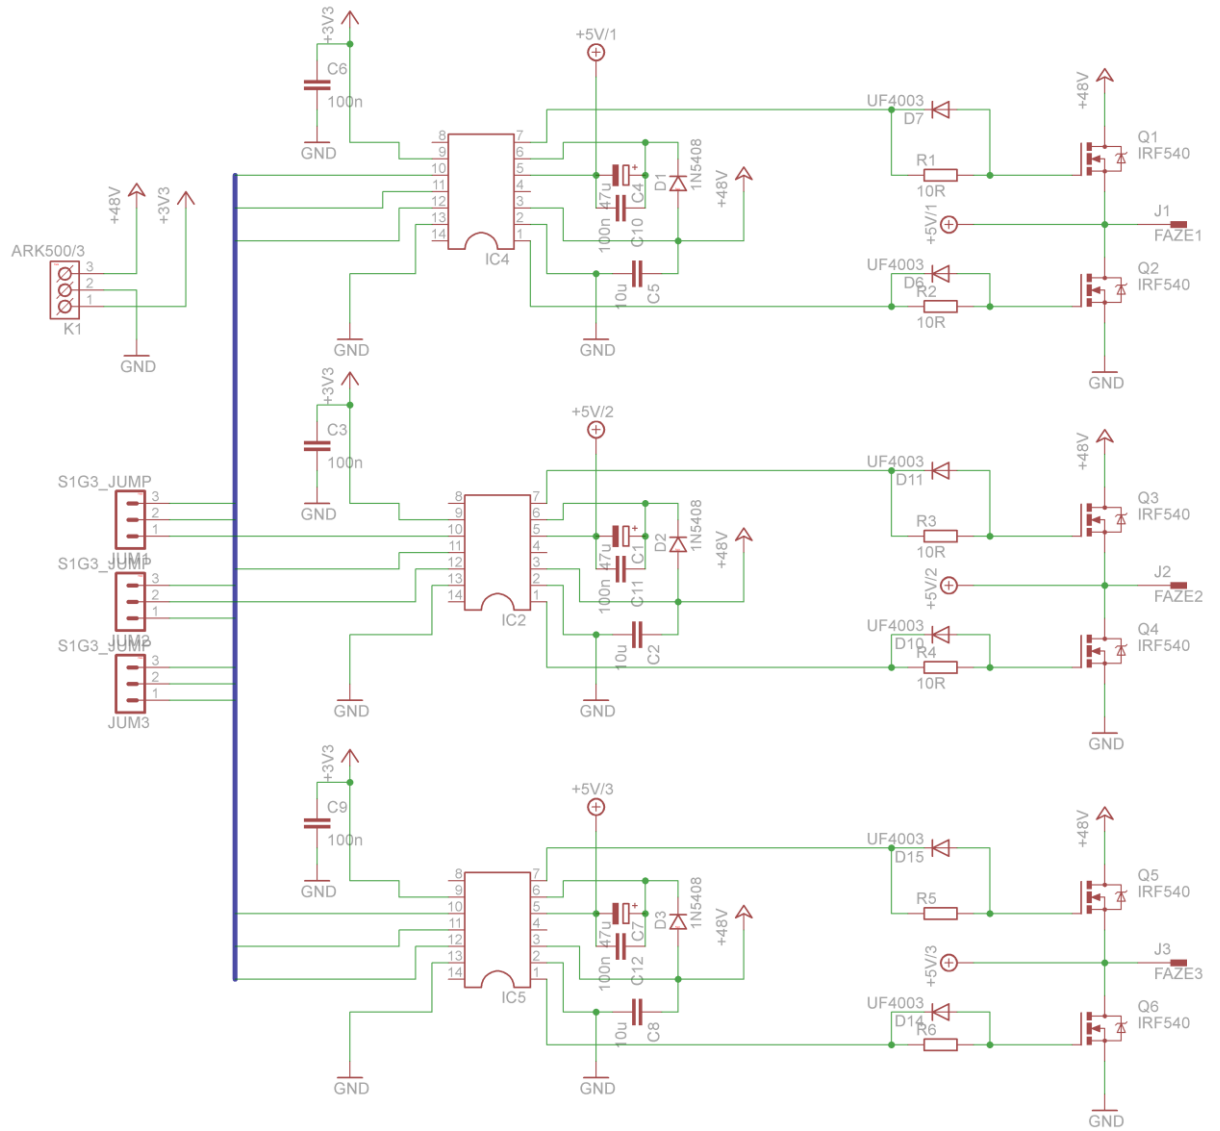 +3V3
C6
100n
GND
+5V/1
8
9
10
11
12
13
14
7
6
5
4
3
2
1
IC4
GND
47u
C4
100n
C10
D1
1N5408
+48V
10u
C5
GND
UF4003
D7
R1
10R
+5V/1
UF4003
D6
R2
10R
+48V
Q1
IRF540
J1
FAZE1
Q2
IRF540
GND
+48V
+3V3
ARK500/3
3
2
1
K1
GND
+3V3
C3
100n
GND
+5V/2
8
9
10
11
12
13
14
7
6
5
4
3
2
1
IC2
GND
47u
C1
100n
C11
D2
1N5408
+48V
10u
C2
GND
UF4003
D11
R3
10R
+5V/2
UF4003
D10
R4
10R
+48V
Q3
IRF540
J2
FAZE2
Q4
IRF540
GND
S1G3_JUMP
3
2
1
JUM1
S1G3_JUMP
3
2
1
JUM2
S1G3_JUMP
3
2
1
JUM3
+3V3
C9
100n
GND
+5V/3
8
9
10
11
12
13
14
7
6
5
4
3
2
1
IC5
GND
47u
C7
100n
C12
D3
1N5408
+48V
10u
C8
GND
UF4003
D15
R5
+5V/3
UF4003
D14
R6
+48V
Q5
IRF540
J3
FAZE3
Q6
IRF540
GND